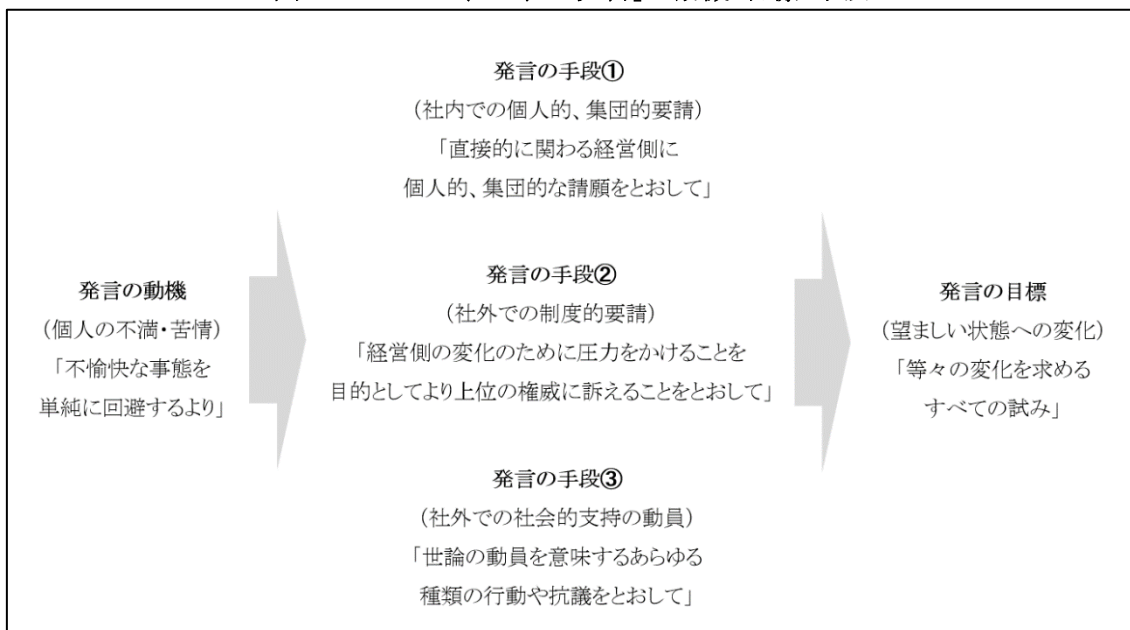 発言の手段①
（社内での個人的、集団的要請）
「直接的に関わる経営側に
個人的、集団的な請願をとおして」
発言の動機
（個人の不満・苦情）
「不愉快な事態を
単純に回避するより」
発言の手段②
（社外での制度的要請）
「経営側の変化のために圧力をかけることを
目的としてより上位の権威に訴えることをとおして」
発言の手段③
（社外での社会的支持の動員）
「世論の動員を意味するあらゆる
種類の行動や抗議をとおして」
発言の目標
（望ましい状態への変化）
「等々の変化を求める
すべての試み」